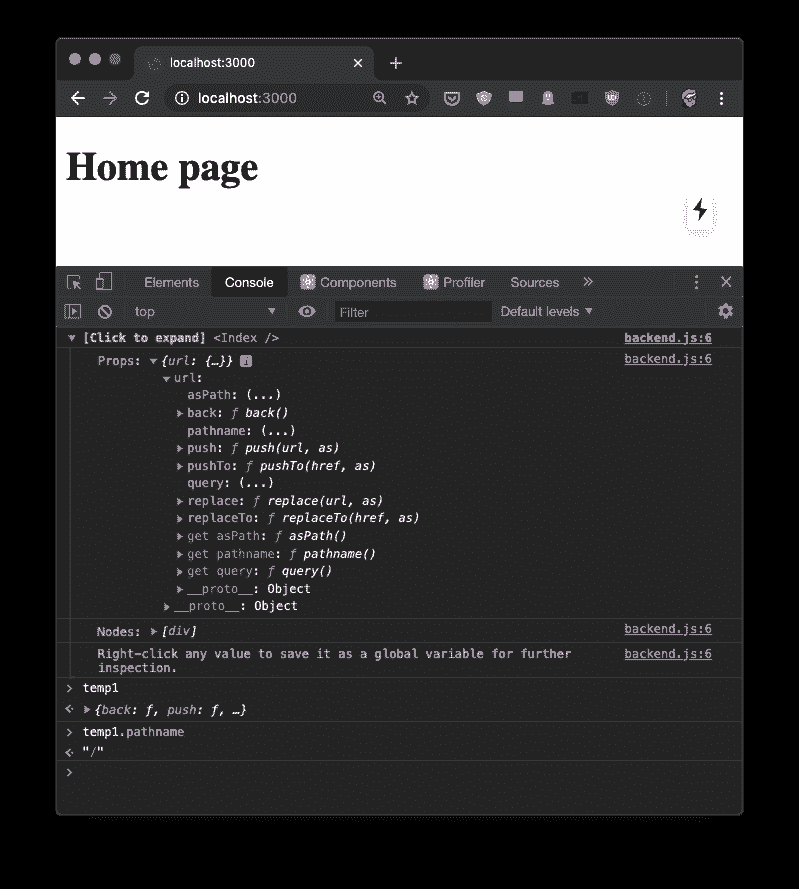 localhost:3000
localhost:3000
Home page
Elements Console Components Profiler Sources
top Filter Default levels
[Click to expand] <Index /> backend.js:6
Props: {url: {…}} i backend.js:6
url:
asPath: (...)
back: ƒ back()
pathname: (...)
push: ƒ push(url, as)
pushTo: ƒ pushTo(href, as)
query: (...)
replace: ƒ replace(url, as)
replaceTo: ƒ replaceTo(href, as)
get asPath: ƒ asPath()
get pathname: ƒ pathname()
get query: ƒ query()
__proto__: Object
__proto__: Object
Nodes: [div] backend.js:6
Right-click any value to save it as a global variable for further backend.js:6
inspection.
temp1
{back: ƒ, push: ƒ, …}
temp1.pathname
"/"